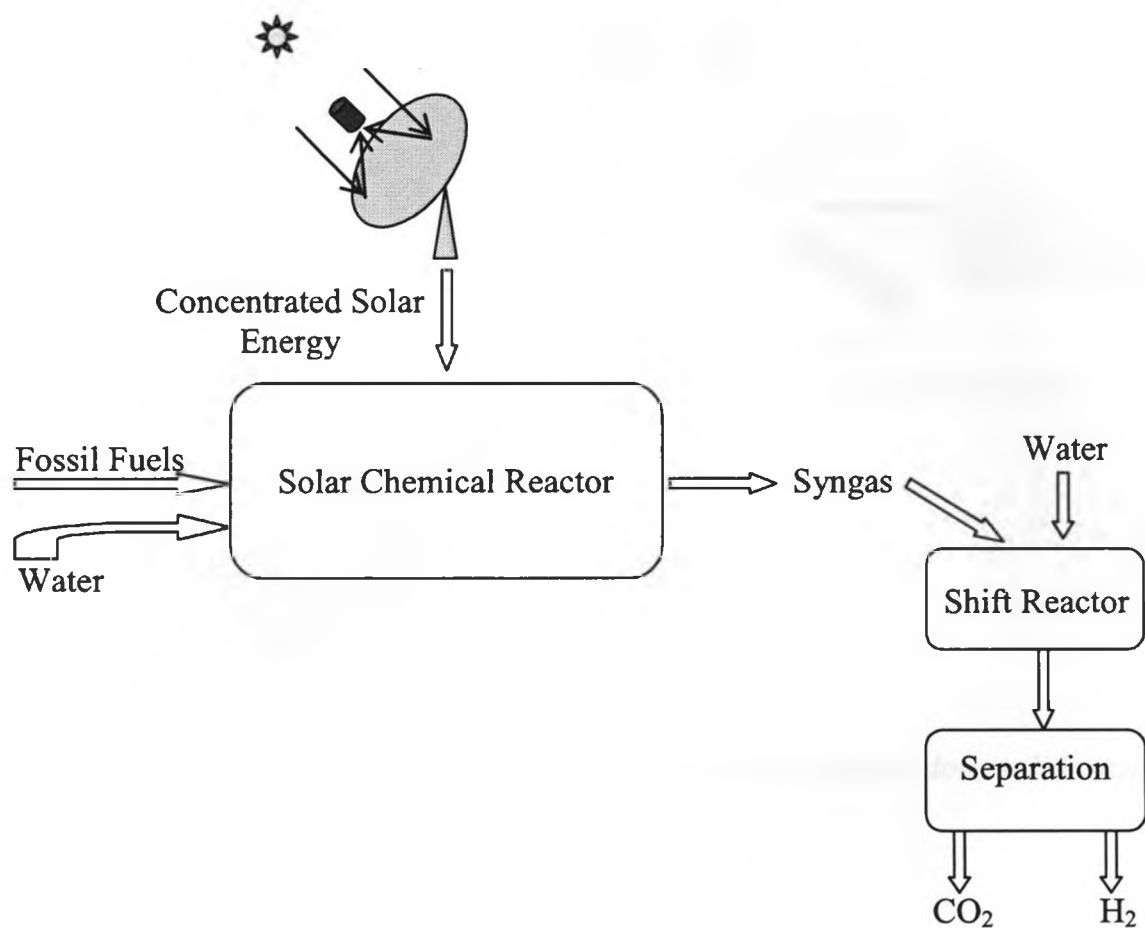 Concentrated Solar
Energy
Fossil Fuels
Solar Chemical Reactor
Syngas
Water
Water
Shift Reactor
Separation
CO₂
H₂